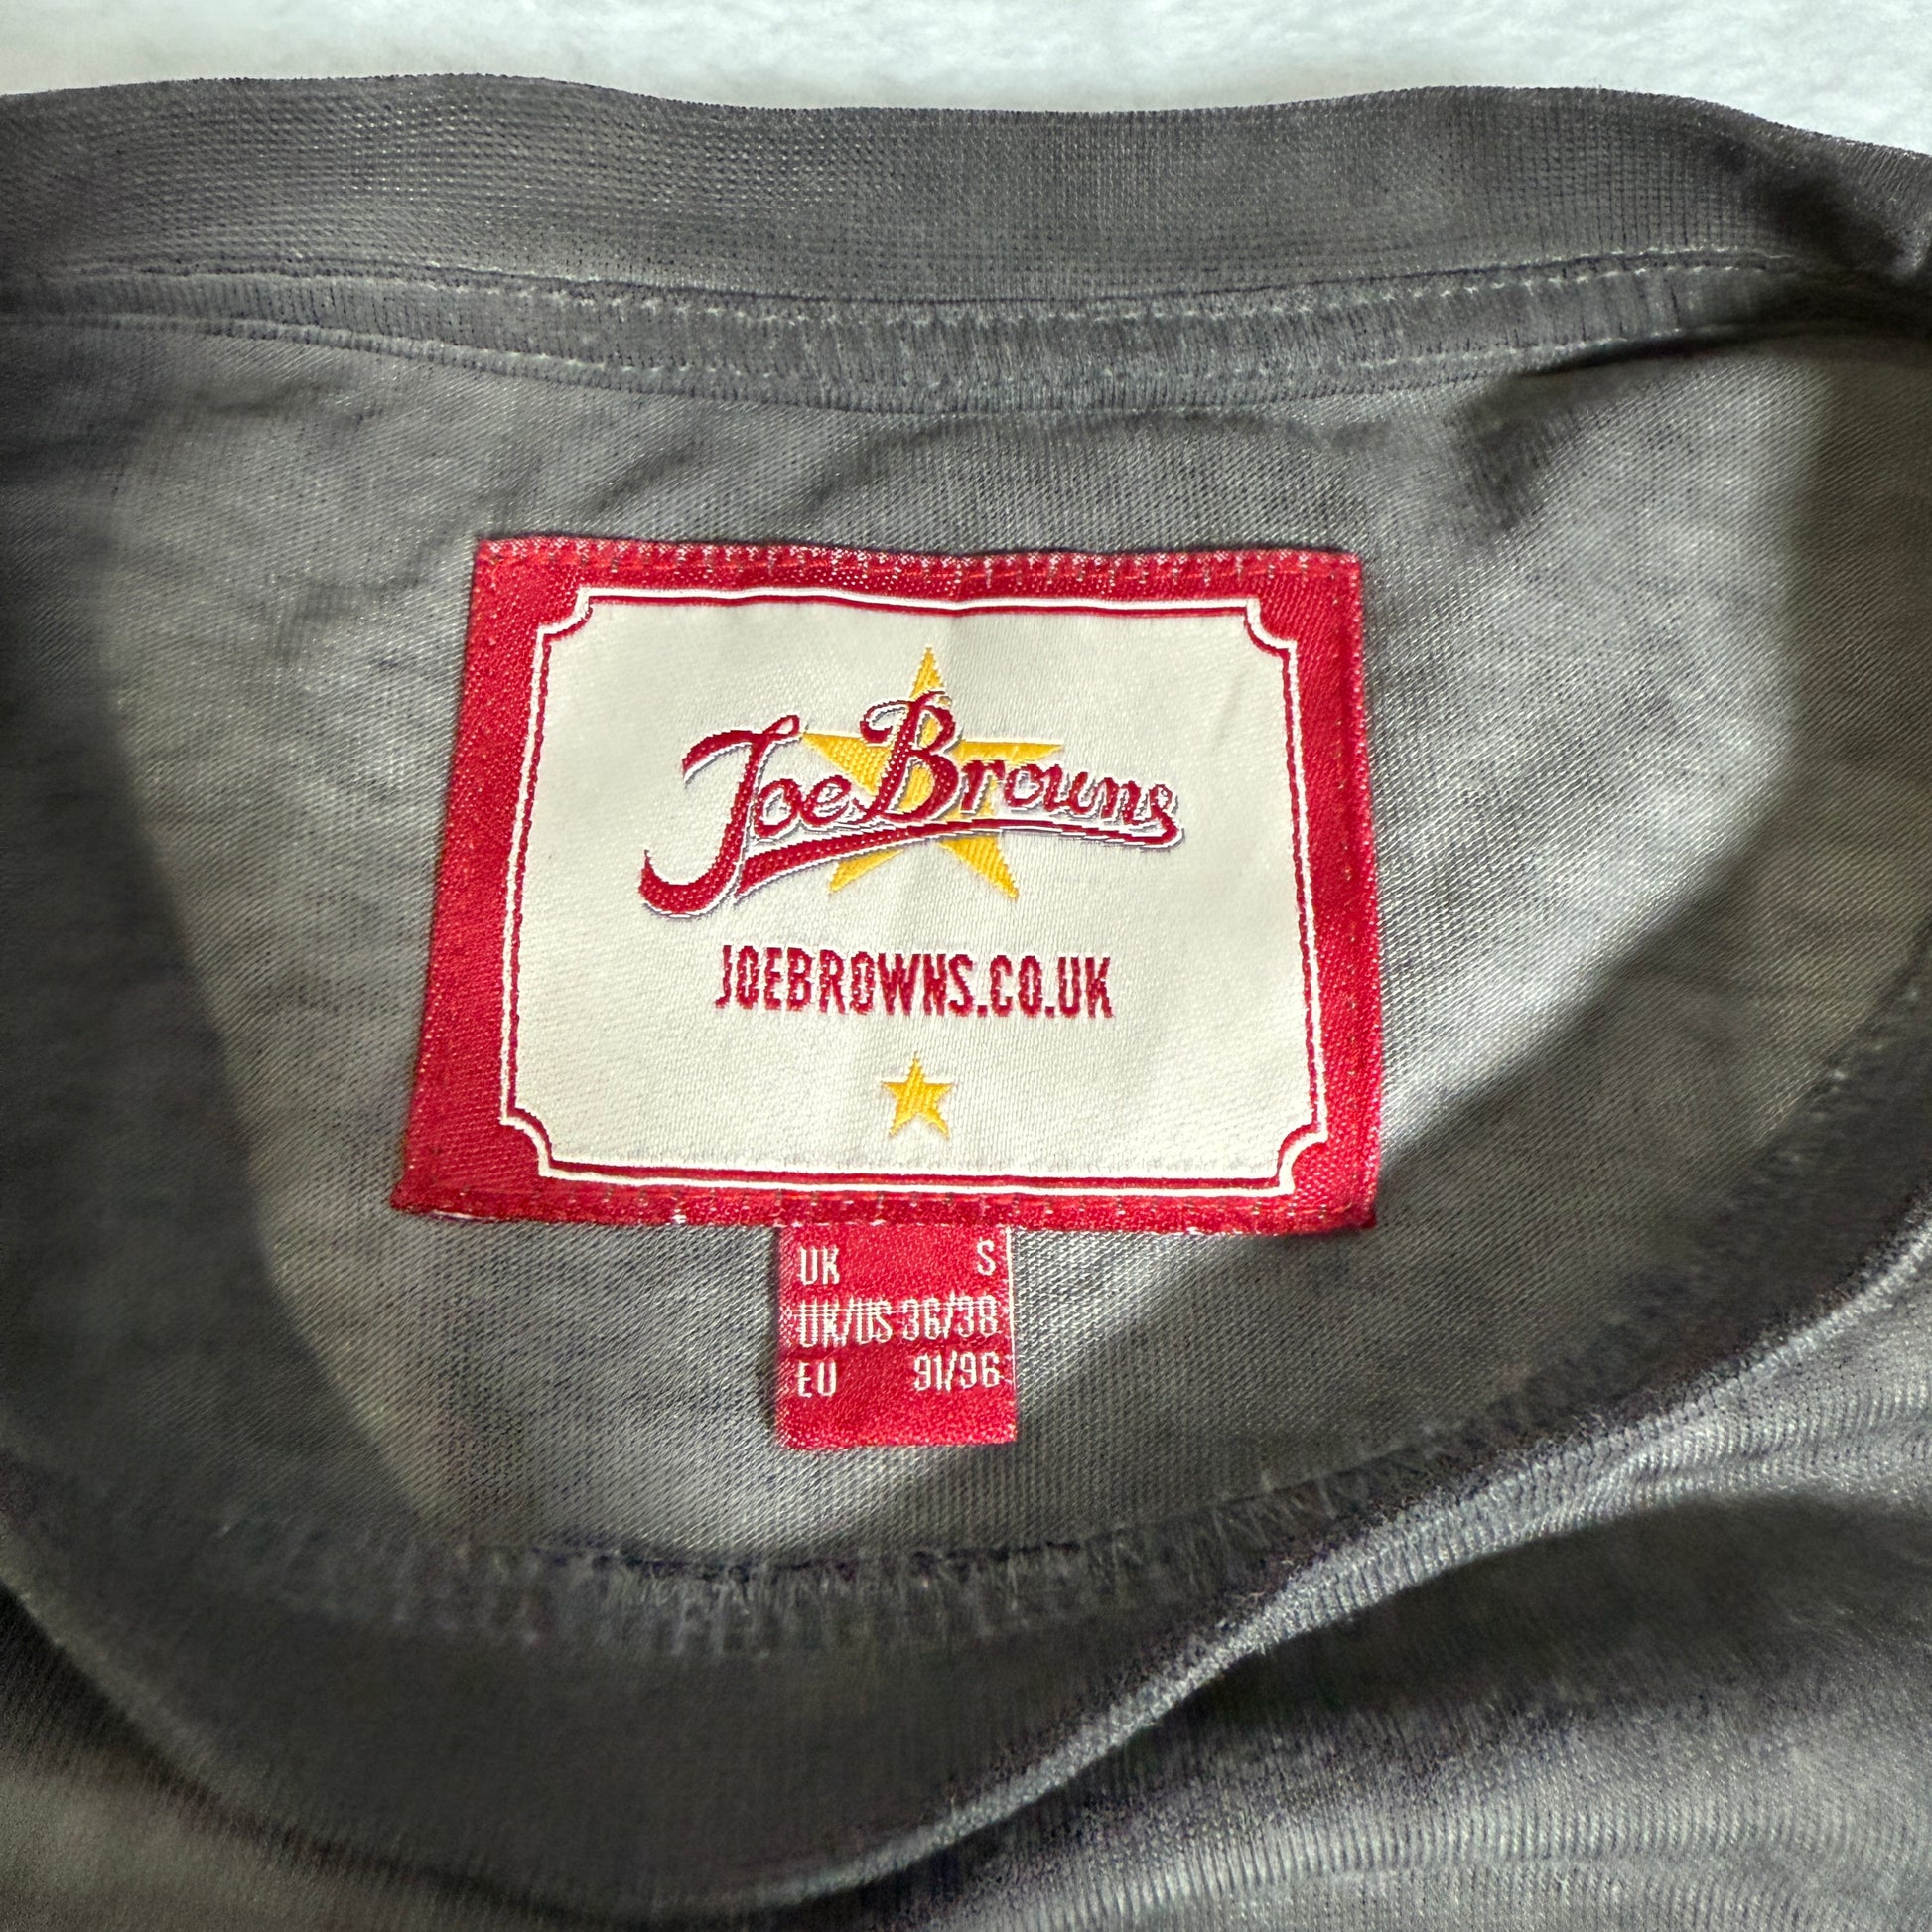 Joe Browns
JOEBROWNS.CO.UK
UK S
UK/US 36/38
EU 91/96